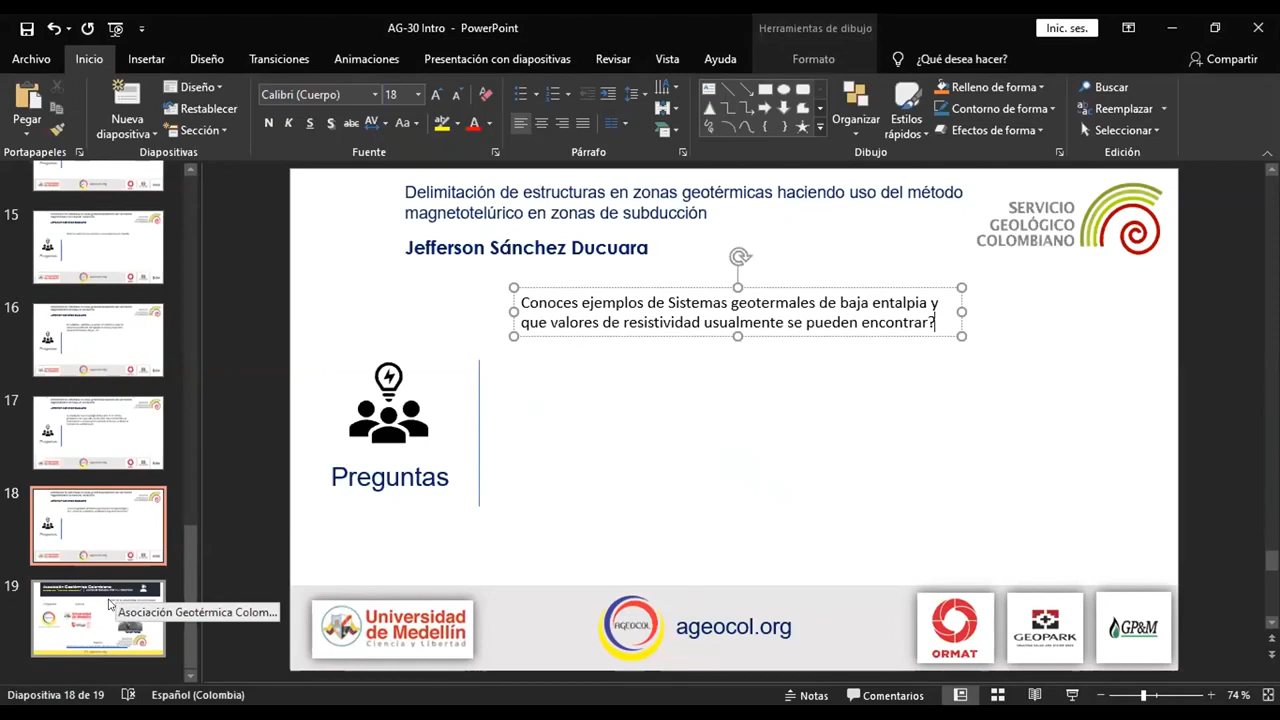 AG-30 Intro - PowerPoint
Herramientas de dibujo
Inic. ses.
Archivo Inicio Insertar Diseño Transiciones Animaciones Presentación con diapositivas Revisar Vista Ayuda Formato ¿Qué desea hacer? Compartir
Pegar
Nueva diapositiva
Diseño
Restablecer
Sección
Calibri (Cuerpo) 18
N K S S abc AV Aa A
Organizar
Estilos rápidos
Relleno de forma
Contorno de forma
Efectos de forma
Buscar
Reemplazar
Seleccionar
Portapapeles Diapositivas Fuente Párrafo Dibujo Edición
15
16
17
18
19
Asociación Geotérmica Colom...
Delimitacion de estructuras en zonas geotérmicas haciendo uso del método
magnetotelúrico en zonas de subducción
Jefferson Sánchez Ducuara
SERVICIO
GEOLÓGICO
COLOMBIANO
Conoces ejemplos de Sistemas geotermales de baja entalpia y
que valores de resistividad usualmente se pueden encontrar?
Preguntas
Universidad
de Medellín
Ciencia y Libertad
AGEOCOL
ageocol.org
ORMAT
GEOPARK
GP&M
Diapositiva 18 de 19 Español (Colombia) Notas Comentarios 74 %